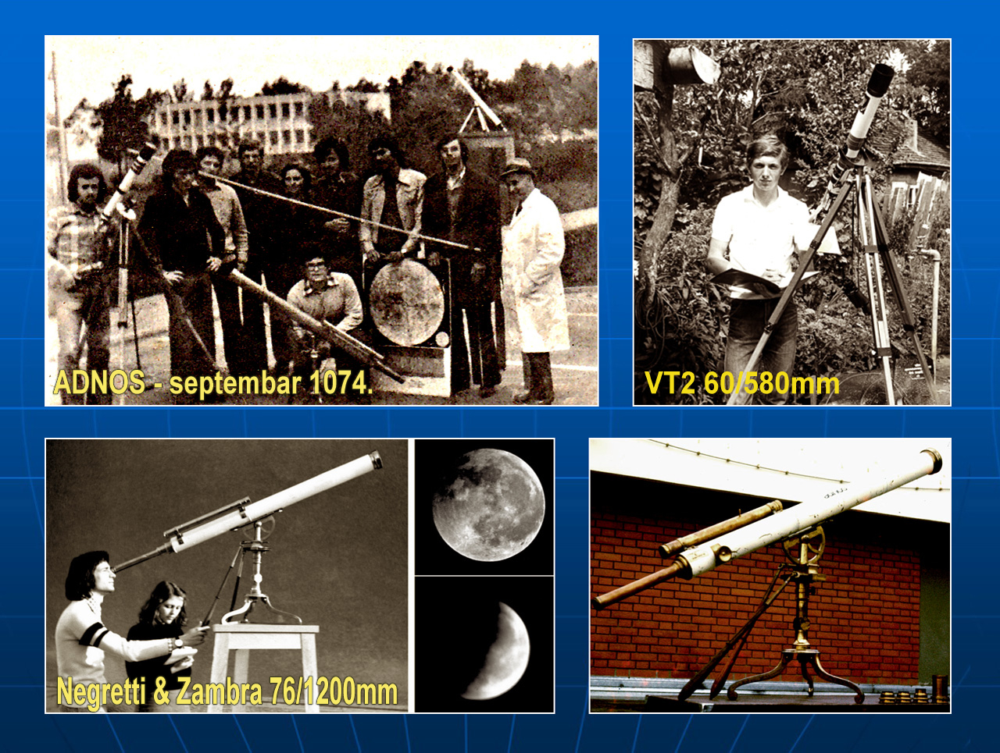 ADNOS - septembar 1074.
VT2 60/580mm
Negretti & Zambra 76/1200mm